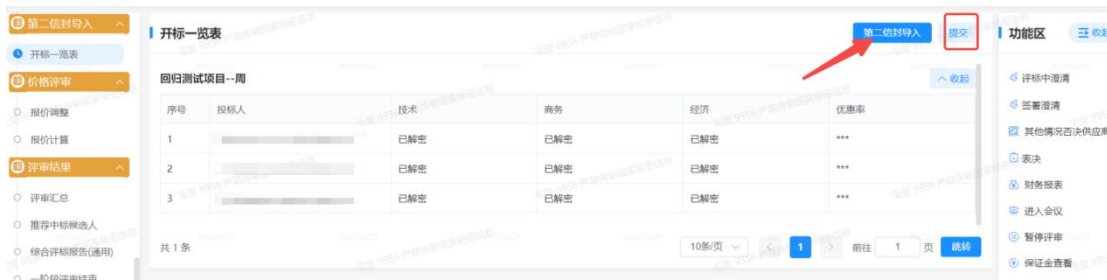 第二信封导入
开标一览表
价格评审
报价调整
报价计算
评审结果
评审汇总
推荐中标候选人
综合评标报告(通用)
一阶段评审结束
开标一览表
第二信封导入
提交
回归测试项目--周
收起
序号 投标人 技术 商务 经济 优惠率
1 已解密 已解密 已解密 ***
2 已解密 已解密 已解密 ***
3 已解密 已解密 已解密 ***
共 1 条
10条/页
1
前往 1 页
跳转
功能区
收起
评标中澄清
签署澄清
其他情况否决供应商
表决
财务报表
进入会议
暂停评审
保证金查看